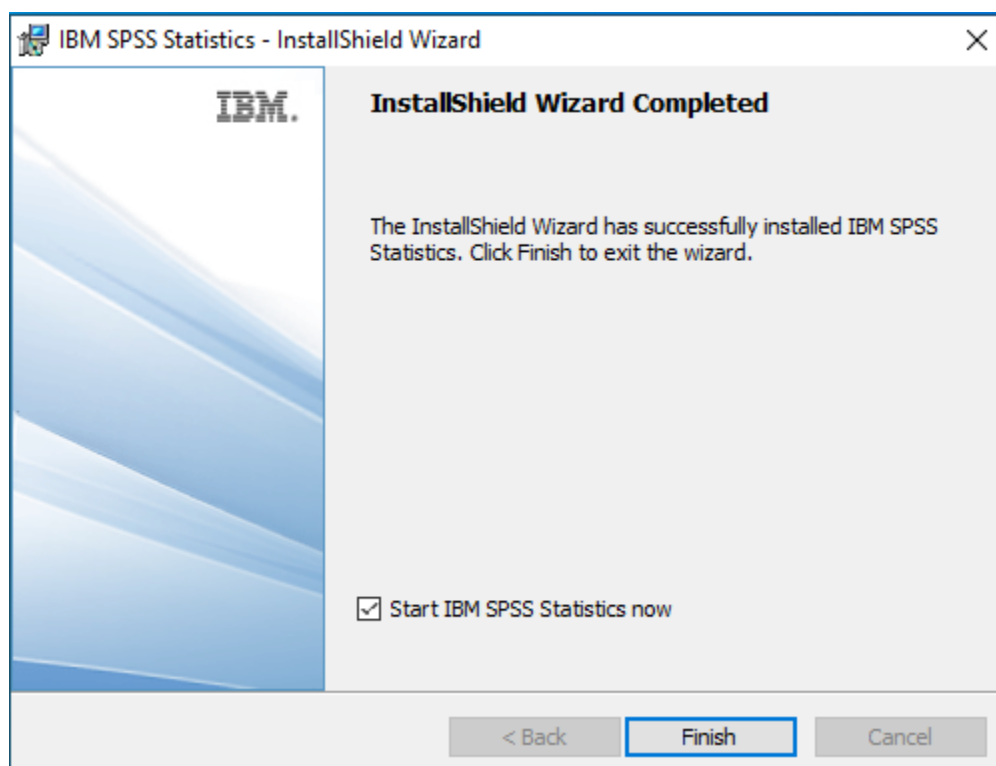 IBM SPSS Statistics - InstallShield Wizard
IBM.
InstallShield Wizard Completed
The InstallShield Wizard has successfully installed IBM SPSS
Statistics. Click Finish to exit the wizard.
Start IBM SPSS Statistics now
< Back
Finish
Cancel